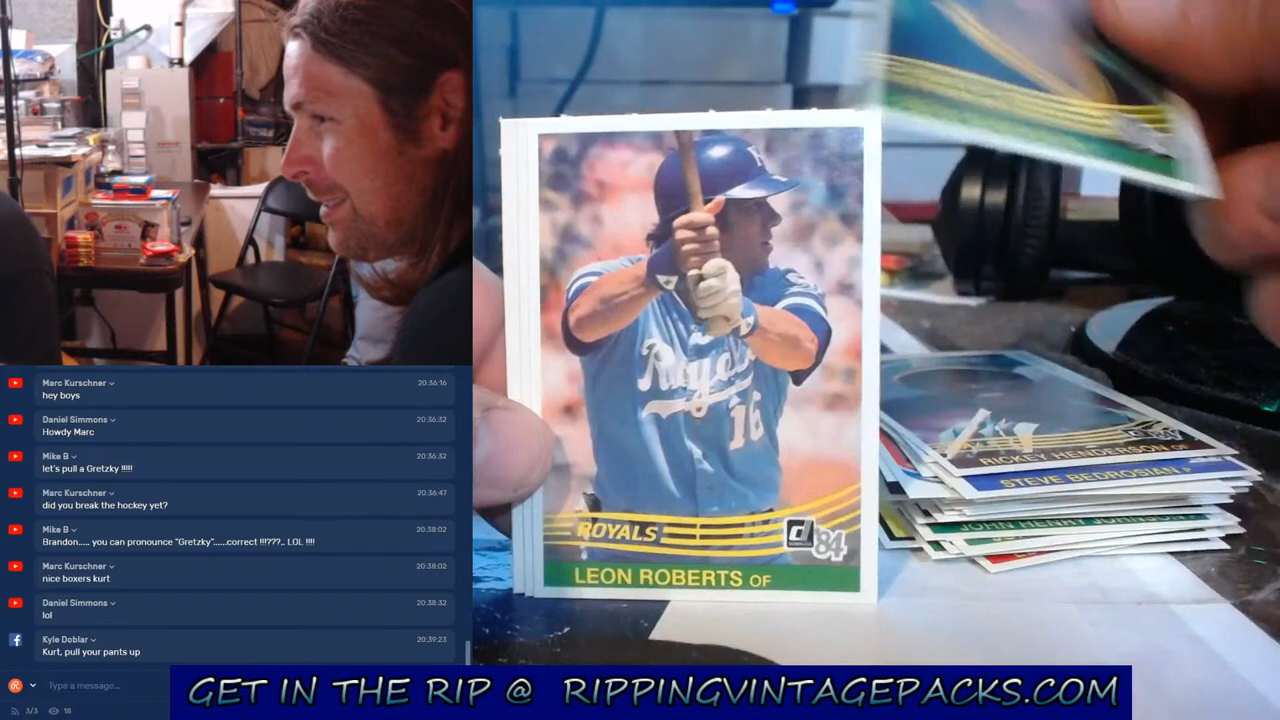 Marc Kurschner
20:36:16
hey boys
Daniel Simmons
20:36:32
Howdy Marc
Mike B
20:36:32
let's pull a Gretzky !!!!!
Marc Kurschner
20:36:47
did you break the hockey yet?
Mike B
20:38:02
Brandon..... you can pronounce "Gretzky"......correct !!!???.. LOL !!!!
Marc Kurschner
20:38:02
nice boxers kurt
Daniel Simmons
20:38:32
lol
Kyle Doblar
20:39:23
Kurt, pull your pants up
Type a message...
3/3
18
Royals
16
ROYALS
'84
LEON ROBERTS OF
RICKEY HENDERSON OF
STEVE BEDROSIAN P
JOHN HENRY JOHNSON
GET IN THE RIP @ RIPPINGVINTAGEPACKS.COM